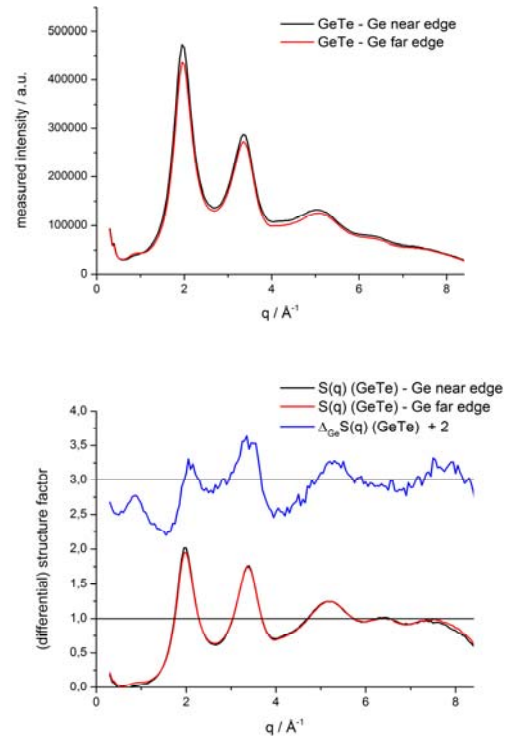 GeTe - Ge near edge
GeTe - Ge far edge
500000
400000
300000
200000
100000
0
measured intensity / a.u.
0 2 4 6 8
q / Å⁻¹
S(q) (GeTe) - Ge near edge
S(q) (GeTe) - Ge far edge
Δ_Ge S(q) (GeTe) + 2
4,0
3,5
3,0
2,5
2,0
1,5
1,0
0,5
0,0
(differential) structure factor
0 2 4 6 8
q / Å⁻¹